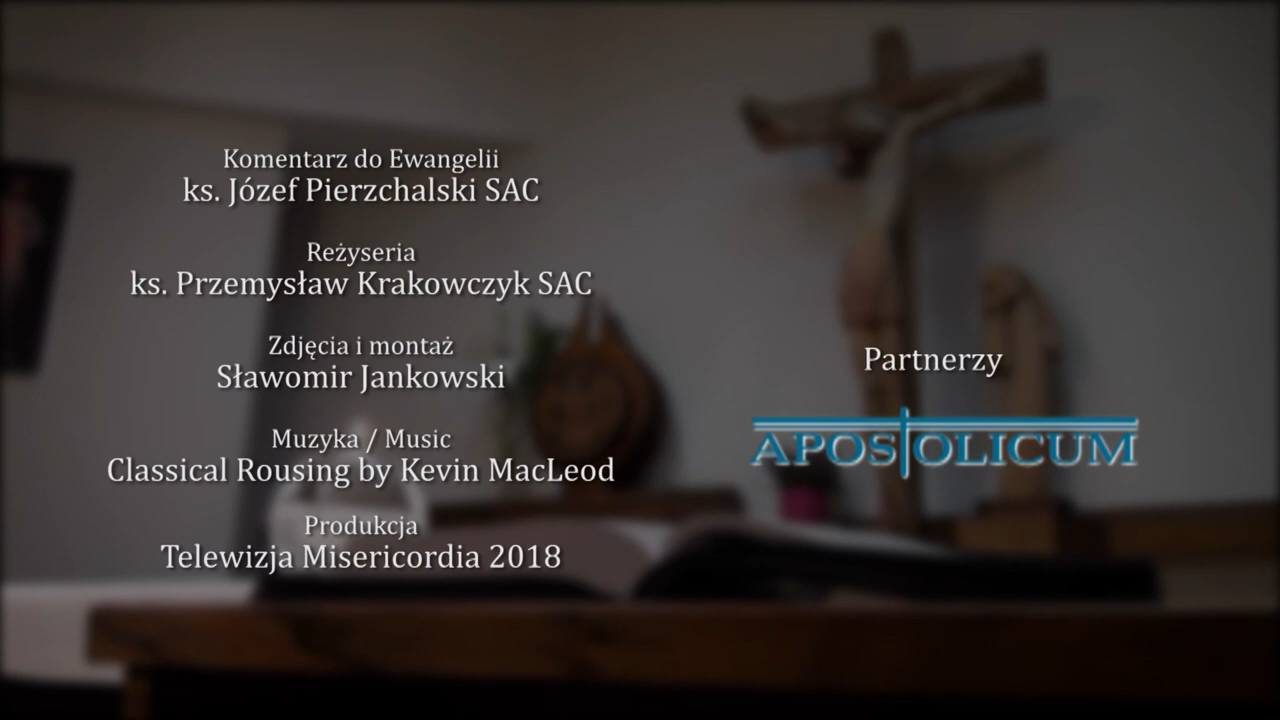 Komentarz do Ewangelii
ks. Józef Pierzchalski SAC
Reżyseria
ks. Przemysław Krakowczyk SAC
Zdjęcia i montaż
Sławomir Jankowski
Muzyka / Music
Classical Rousing by Kevin MacLeod
Produkcja
Telewizja Misericordia 2018
Partnerzy
APOSTOLICUM